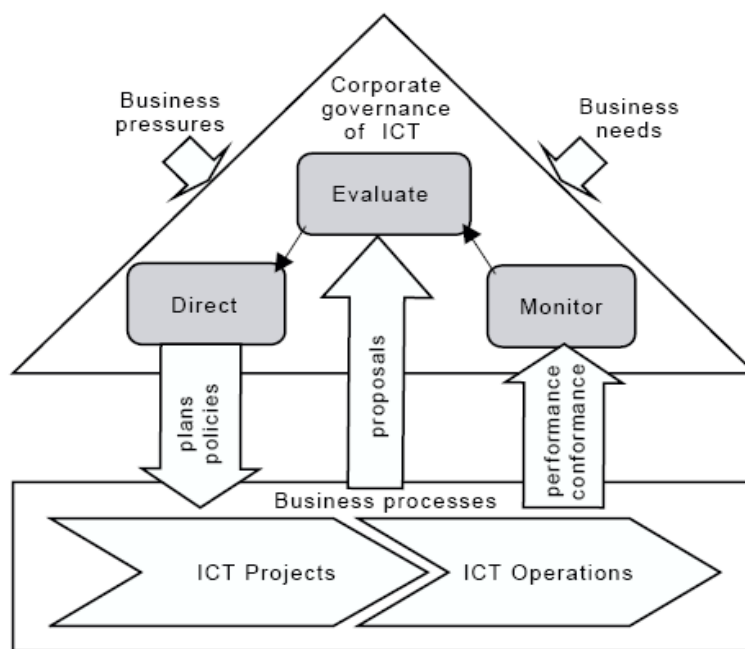 Corporate
governance
of ICT
Business
pressures
Business
needs
Evaluate
Direct
Monitor
plans
policies
proposals
performance
conformance
Business processes
ICT Projects
ICT Operations